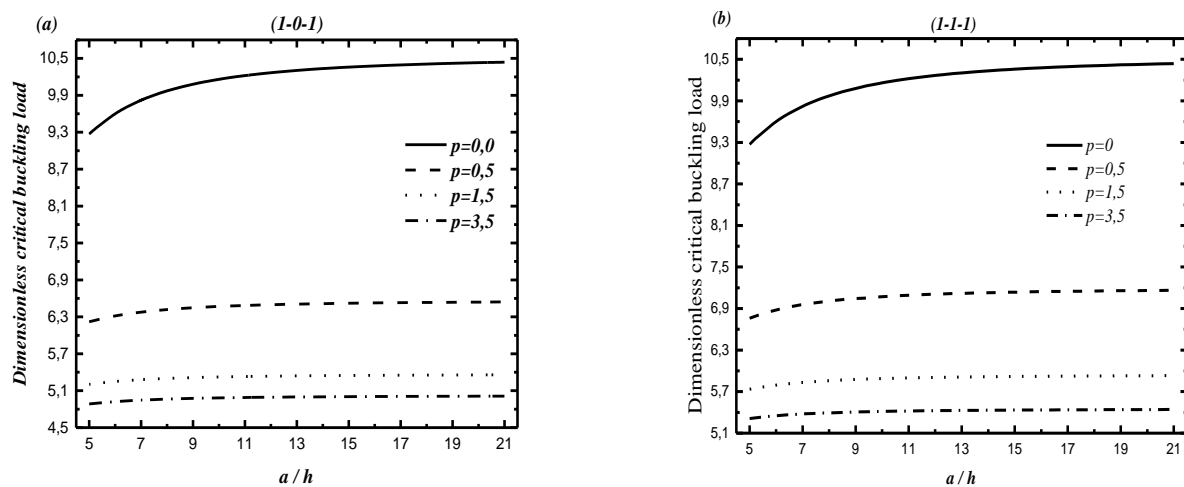 (a)
(1-0-1)
Dimensionless critical buckling load
10,5
9,9
9,3
8,7
8,1
7,5
6,9
6,3
5,7
5,1
4,5
p=0,0
p=0,5
p=1,5
p=3,5
5 7 9 11 13 15 17 19 21
a / h
(b)
(1-1-1)
Dimensionless critical buckling load
10,5
9,9
9,3
8,7
8,1
7,5
6,9
6,3
5,7
5,1
p=0
p=0,5
p=1,5
p=3,5
5 7 9 11 13 15 17 19 21
a / h